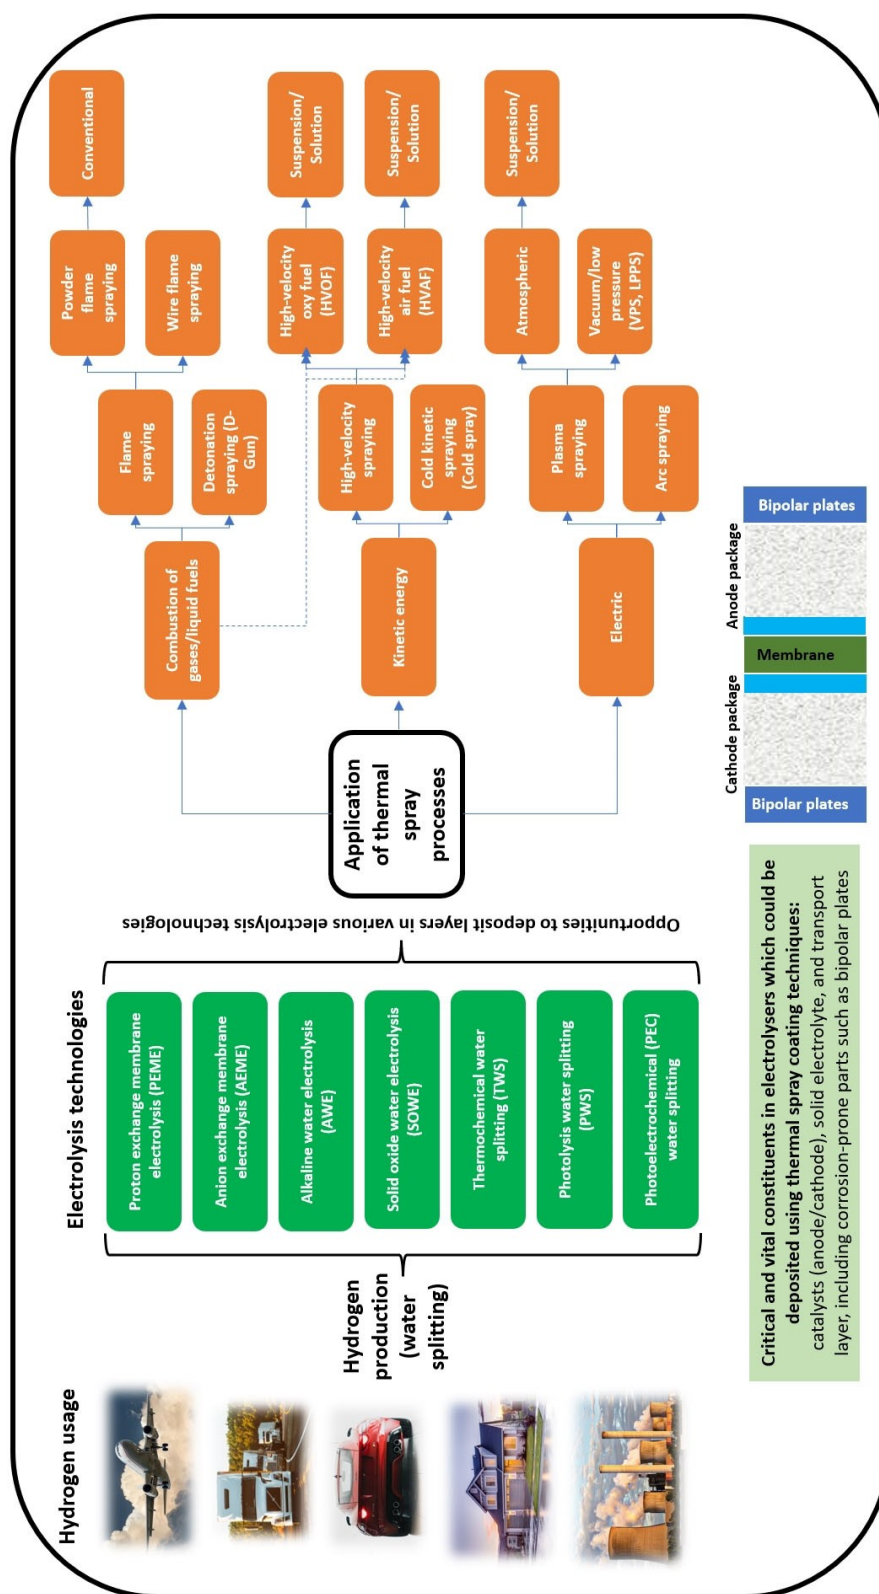 Hydrogen usage
Hydrogen
production
(water
splitting)
Electrolysis technologies
Proton exchange membrane
electrolysis (PEME)
Anion exchange membrane
electrolysis (AEME)
Alkaline water electrolysis
(AWE)
Solid oxide water electrolysis
(SOWE)
Thermochemical water
splitting (TWS)
Photolysis water splitting
(PWS)
Photoelectrochemical (PEC)
water splitting
Opportunities to deposit layers in various electrolysis technologies
Application
of thermal
spray
processes
Combustion of
gases/liquid fuels
Flame
spraying
Powder
flame
spraying
Conventional
Wire flame
spraying
Detonation
spraying (D-
Gun)
Kinetic energy
High-velocity
spraying
High-velocity
oxy fuel
(HVOF)
Suspension/
Solution
High-velocity
air fuel
(HVAF)
Suspension/
Solution
Cold kinetic
spraying
(Cold spray)
Electric
Plasma
spraying
Atmospheric
Suspension/
Solution
Vacuum/low
pressure
(VPS, LPPS)
Arc spraying
Critical and vital constituents in electrolysers which could be
deposited using thermal spray coating techniques:
catalysts (anode/cathode), solid electrolyte, and transport
layer, including corrosion-prone parts such as bipolar plates
Cathode package
Anode package
Bipolar plates
Membrane
Bipolar plates